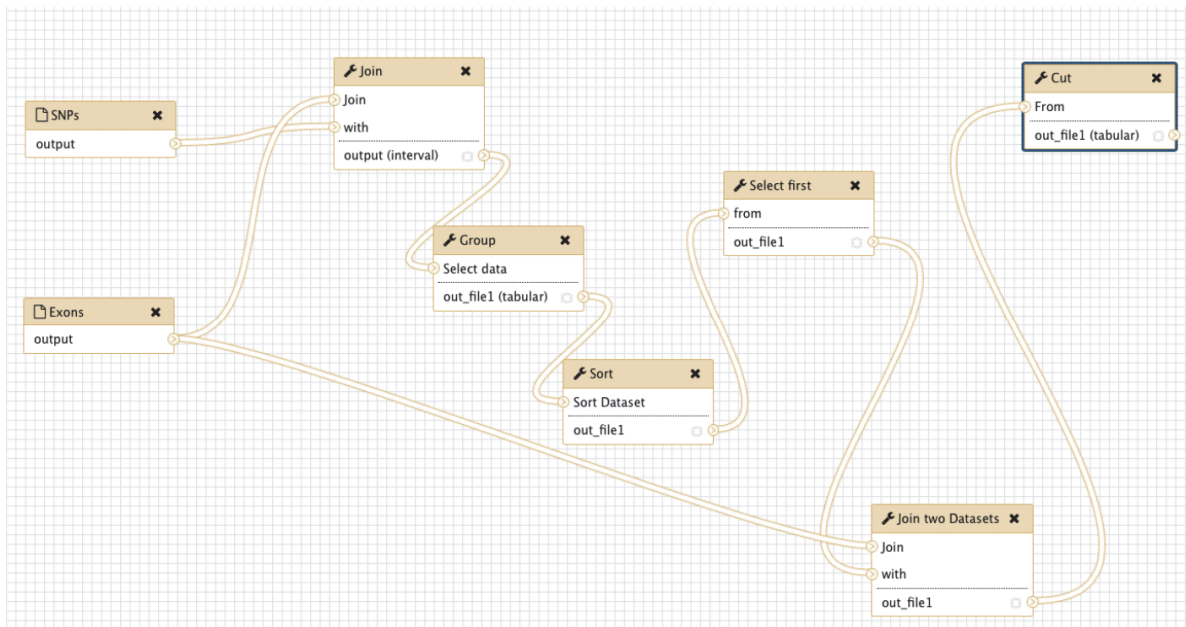 SNPs
output
Exons
output
Join
Join
with
output (interval)
Group
Select data
out_file1 (tabular)
Sort
Sort Dataset
out_file1
Select first
from
out_file1
Join two Datasets
Join
with
out_file1
Cut
From
out_file1 (tabular)